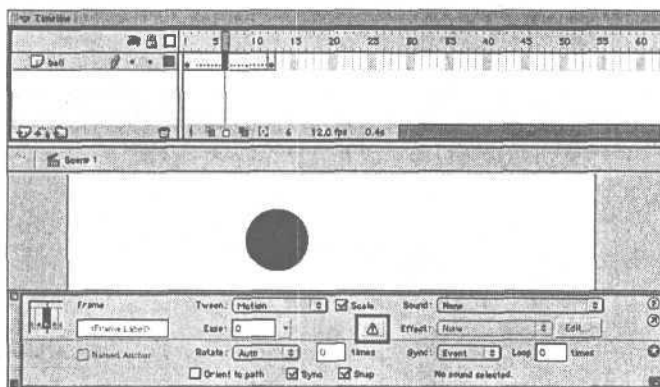 Timeline
1 5 10 15 20 25 30 35 40 45 50 55 60
ball
6 12.0 fps 0.4s
Scene 1
Frame Tween: Motion Scale Sound: None
<Frame Label> Ease: 0 Effect: None Edit...
Named Anchor Rotate: Auto 0 times Sync: Event Loop 0 times
Orient to path Sync Snap No sound selected.